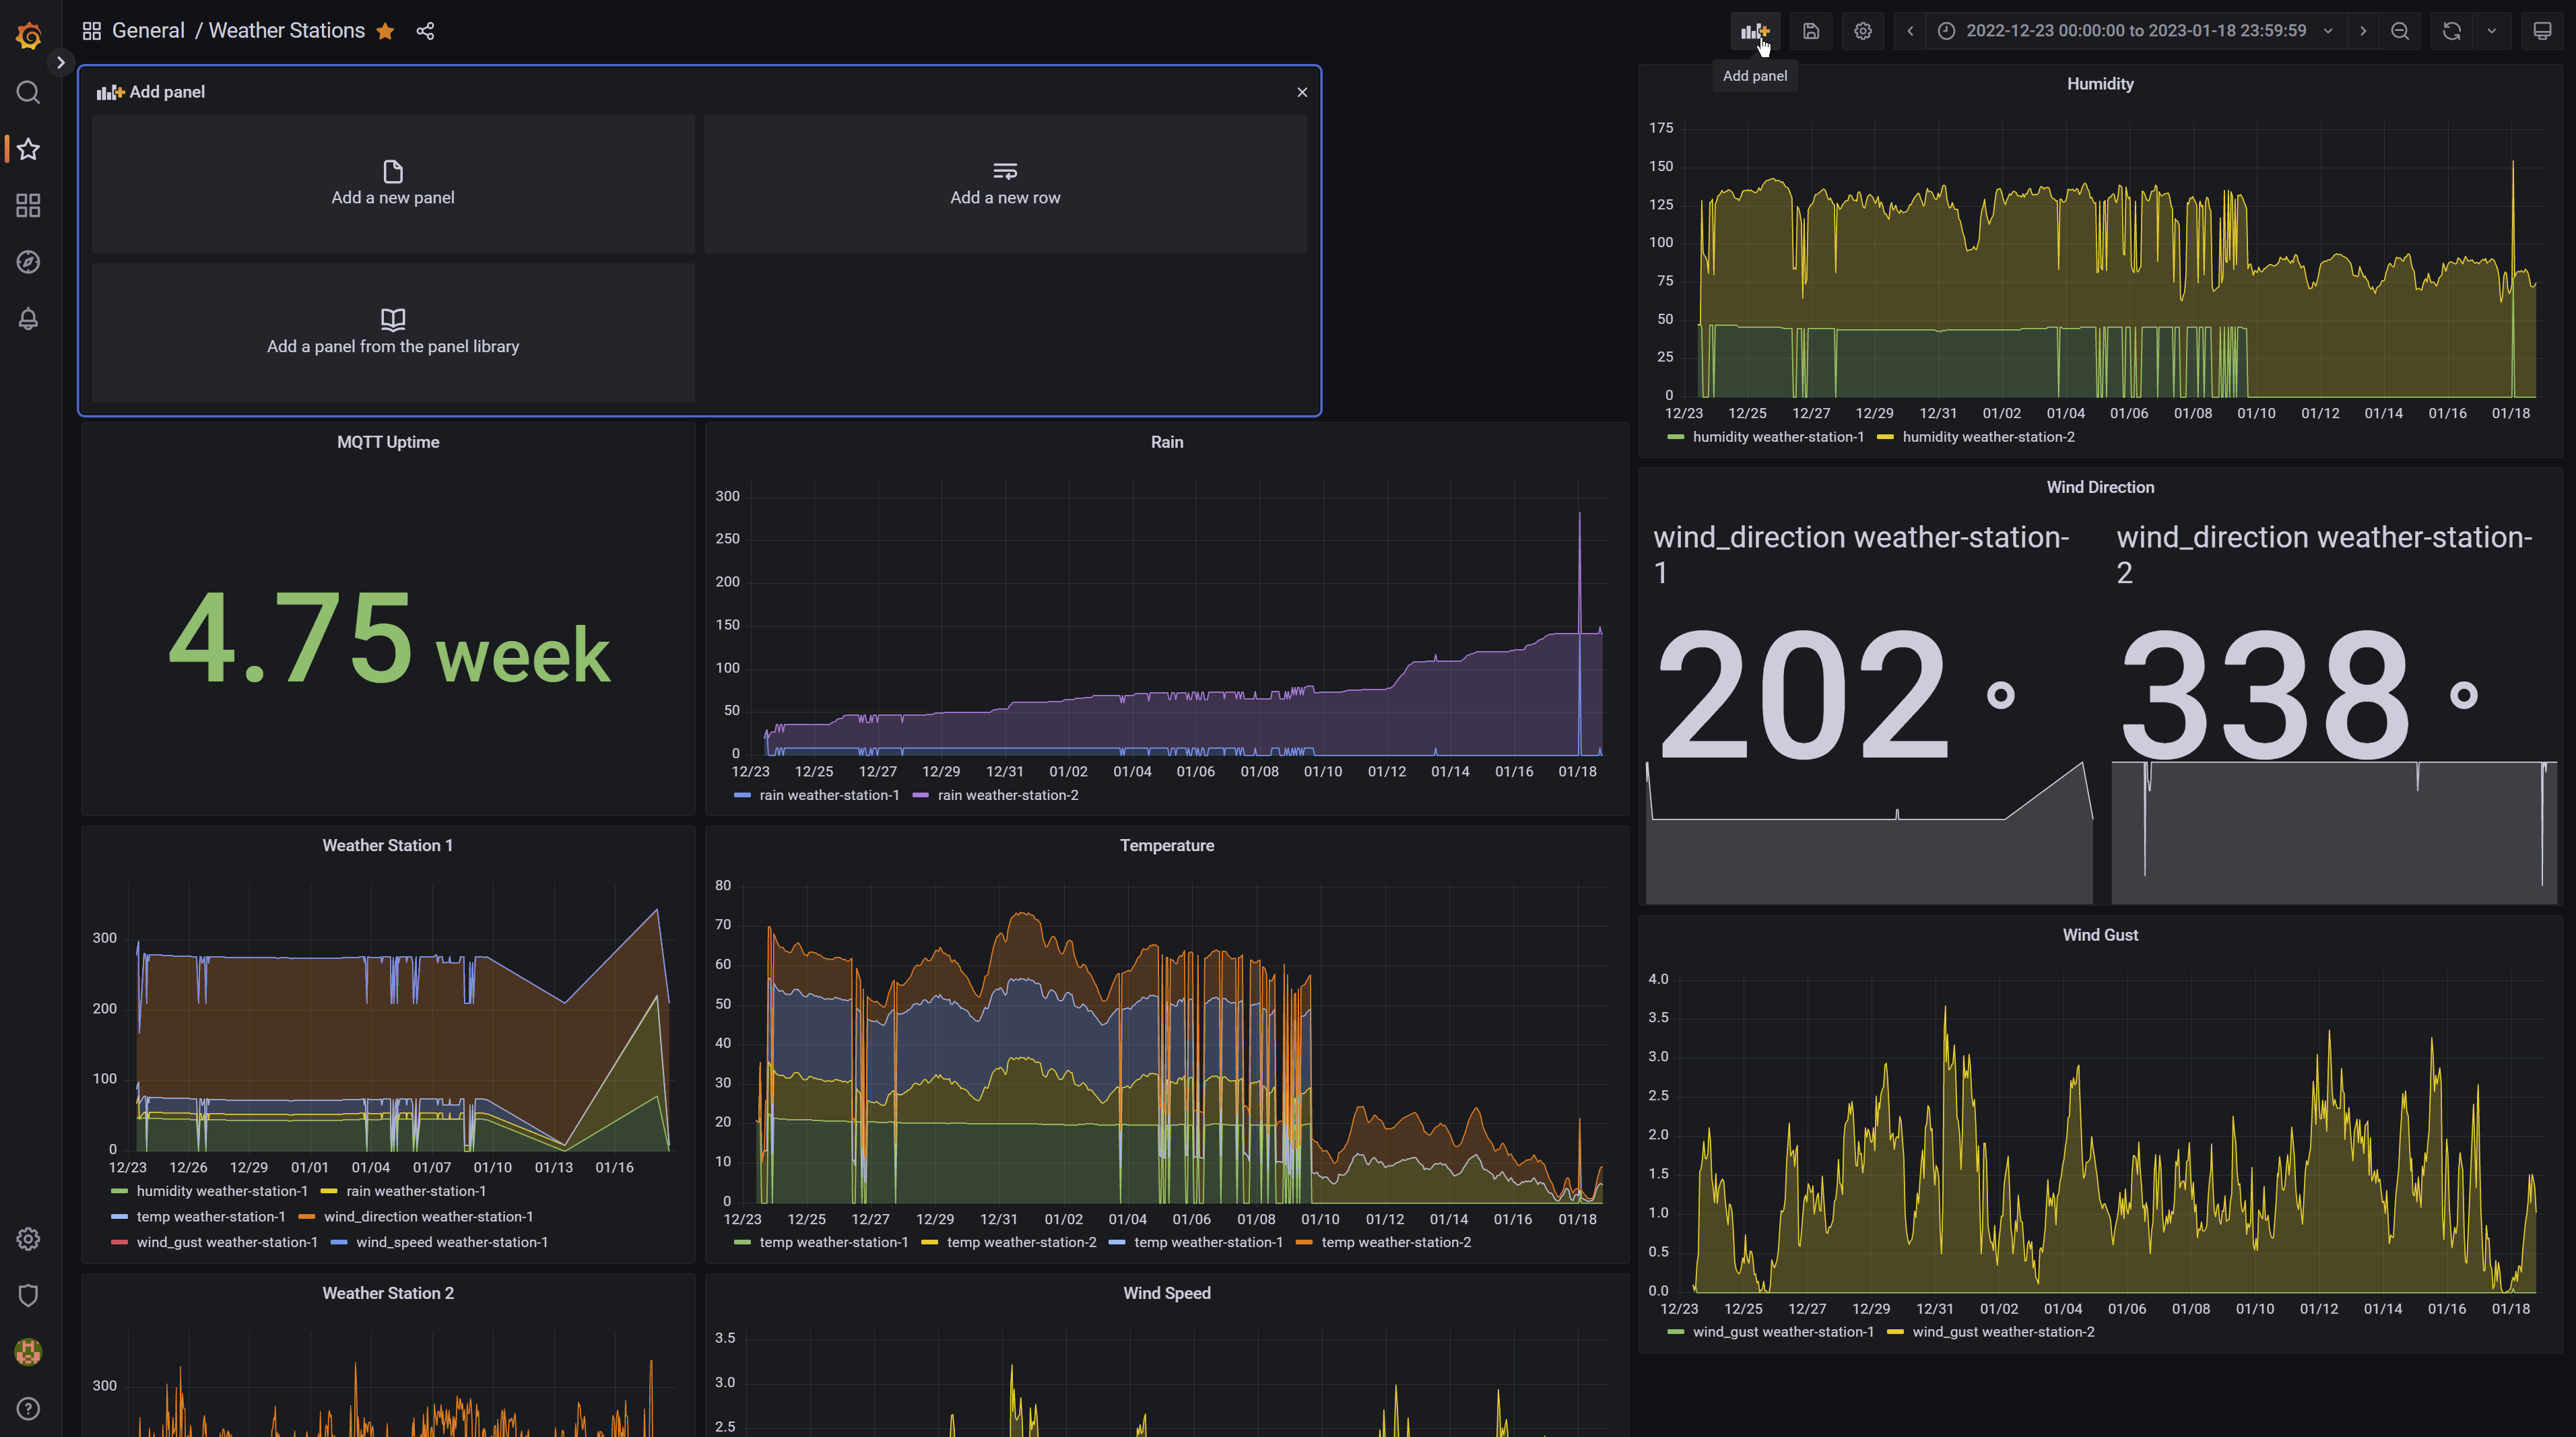 General / Weather Stations
2022-12-23 00:00:00 to 2023-01-18 23:59:59
Add panel
Add panel
Add a new panel
Add a new row
Add a panel from the panel library
Humidity
175
150
125
100
75
50
25
0
12/23 12/25 12/27 12/29 12/31 01/02 01/04 01/06 01/08 01/10 01/12 01/14 01/16 01/18
humidity weather-station-1 humidity weather-station-2
MQTT Uptime
4.75 week
Rain
300
250
200
150
100
50
0
12/23 12/25 12/27 12/29 12/31 01/02 01/04 01/06 01/08 01/10 01/12 01/14 01/16 01/18
rain weather-station-1 rain weather-station-2
Wind Direction
wind_direction weather-station-
1
202 °
wind_direction weather-station-
2
338 °
Weather Station 1
300
200
100
0
12/23 12/26 12/29 01/01 01/04 01/07 01/10 01/13 01/16
humidity weather-station-1 rain weather-station-1
temp weather-station-1 wind_direction weather-station-1
wind_gust weather-station-1 wind_speed weather-station-1
Temperature
80
70
60
50
40
30
20
10
0
12/23 12/25 12/27 12/29 12/31 01/02 01/04 01/06 01/08 01/10 01/12 01/14 01/16 01/18
temp weather-station-1 temp weather-station-2 temp weather-station-1 temp weather-station-2
Wind Gust
4.0
3.5
3.0
2.5
2.0
1.5
1.0
0.5
0.0
12/23 12/25 12/27 12/29 12/31 01/02 01/04 01/06 01/08 01/10 01/12 01/14 01/16 01/18
wind_gust weather-station-1 wind_gust weather-station-2
Weather Station 2
300
Wind Speed
3.5
3.0
2.5